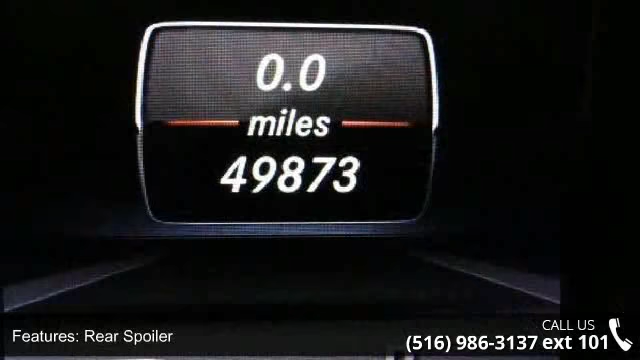 0.0
miles
49873
Features: Rear Spoiler
CALL US
(516) 986-3137 ext 101